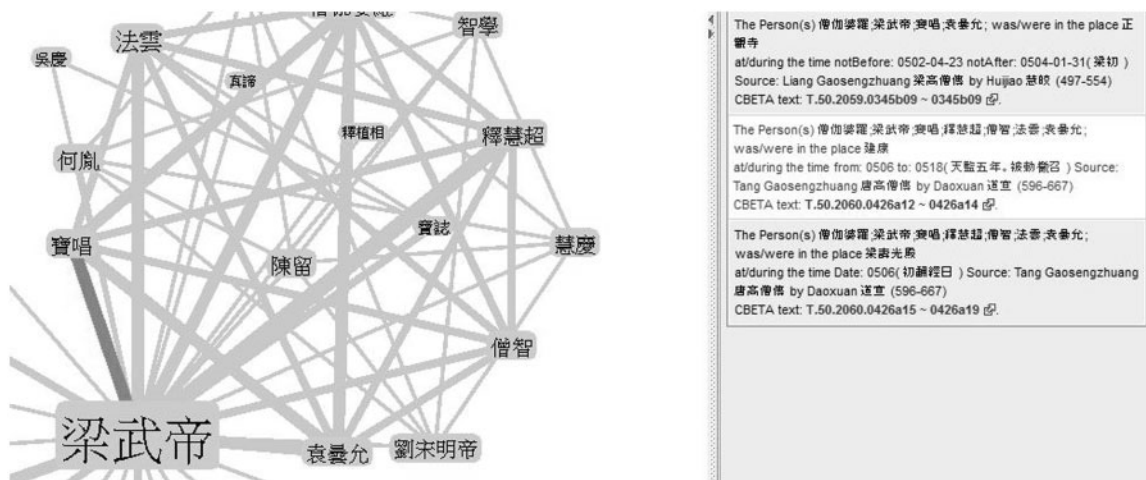 僧伽婆羅
法雲
智學
吳慶
真諦
釋植相
釋慧超
何胤
寶誌
寶唱
慧慶
陳留
僧智
梁武帝
袁曇允
劉宋明帝
The Person(s) 僧伽婆羅;梁武帝;寶唱;袁曇允; was/were in the place 正
觀寺
at/during the time notBefore: 0502-04-23 notAfter: 0504-01-31( 梁初 )
Source: Liang Gaosengzhuang 梁高僧傳 by Huijiao 慧皎 (497-554)
CBETA text: T.50.2059.0345b09 ~ 0345b09
The Person(s) 僧伽婆羅;梁武帝;寶唱;釋慧超;僧智;法雲;袁曇允;
was/were in the place 建康
at/during the time from: 0506 to: 0518( 天監五年。被勅徵召 ) Source:
Tang Gaosengzhuang 唐高僧傳 by Daoxuan 道宣 (596-667)
CBETA text: T.50.2060.0426a12 ~ 0426a14
The Person(s) 僧伽婆羅;梁武帝;寶唱;釋慧超;僧智;法雲;袁曇允;
was/were in the place 梁壽光殿
at/during the time Date: 0506( 初翻經日 ) Source: Tang Gaosengzhuang
唐高僧傳 by Daoxuan 道宣 (596-667)
CBETA text: T.50.2060.0426a15 ~ 0426a19